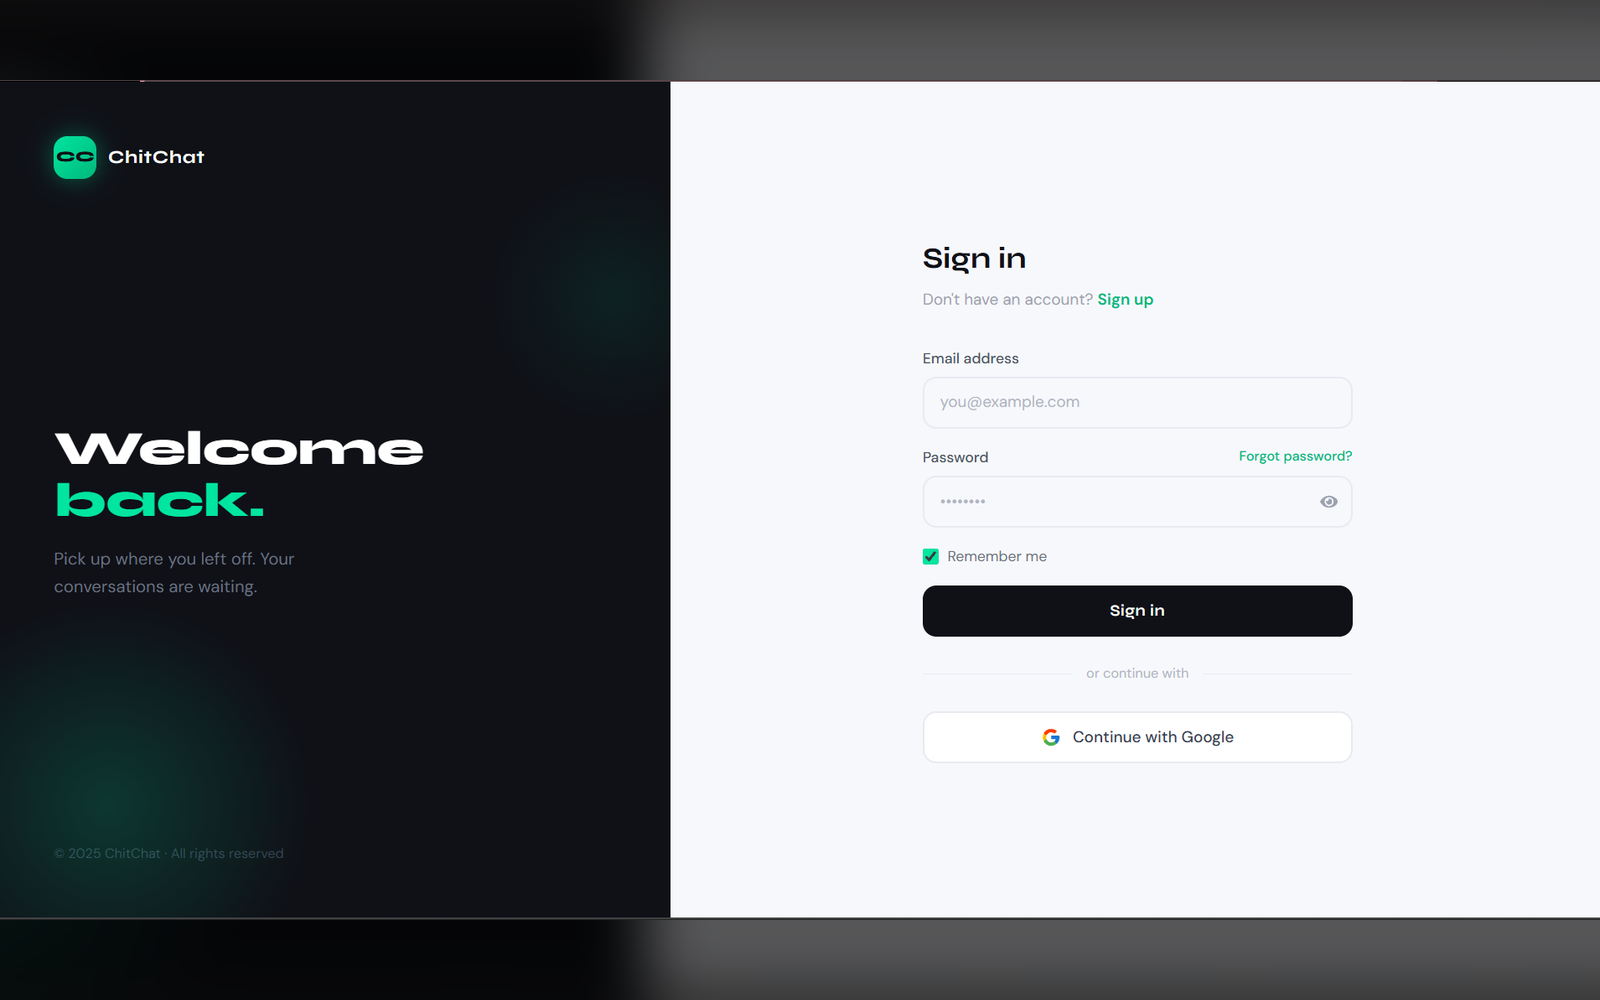 CC ChitChat
Welcome
back.
Pick up where you left off. Your
conversations are waiting.
© 2025 ChitChat · All rights reserved
Sign in
Don't have an account? Sign up
Email address
you@example.com
Password Forgot password?
••••••••
Remember me
Sign in
or continue with
Continue with Google